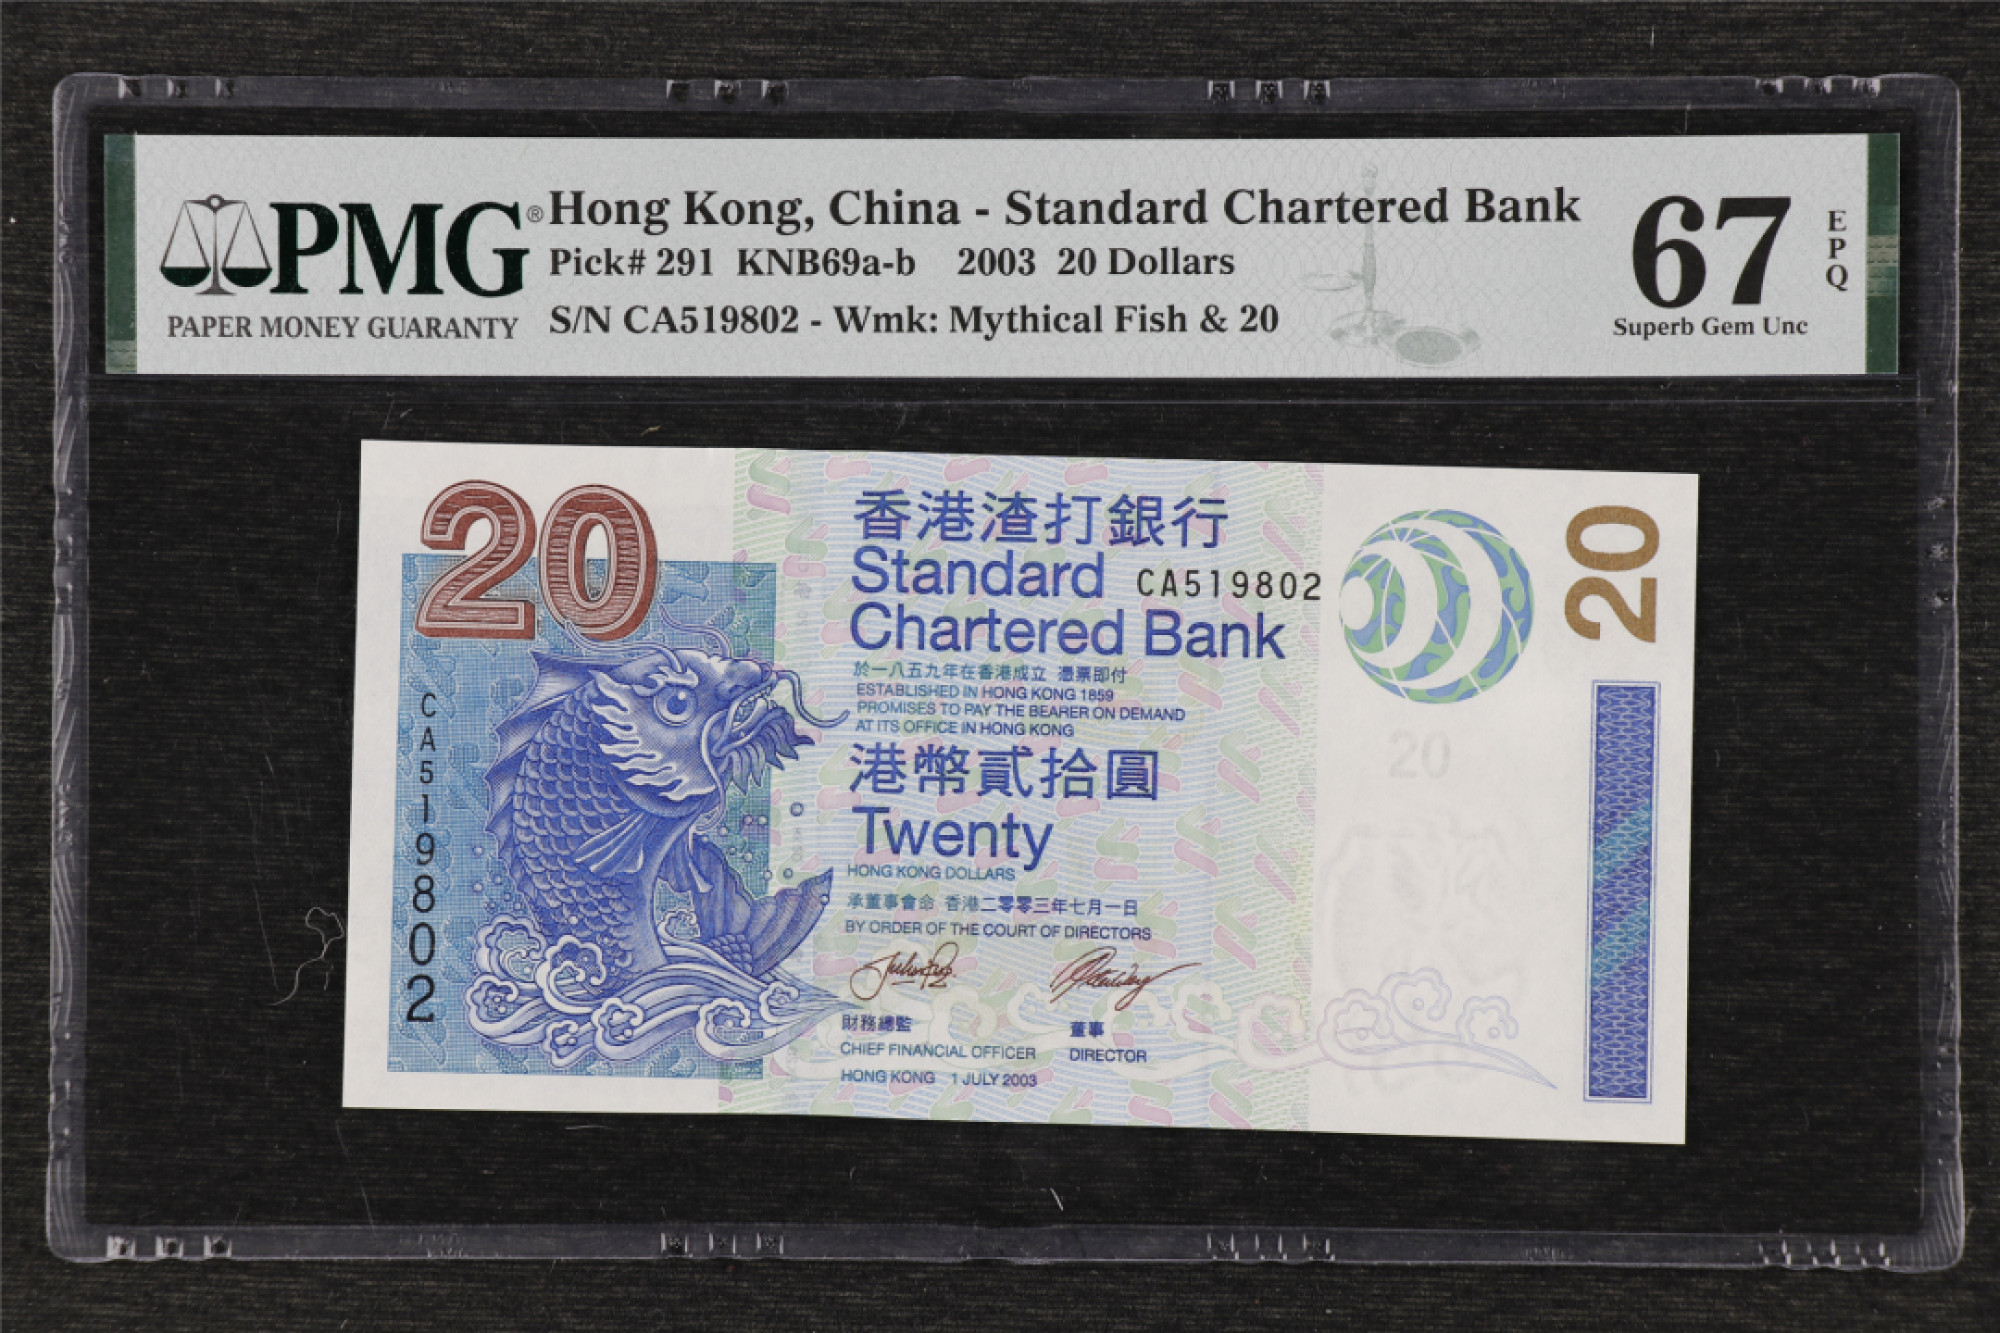 PMG®
PAPER MONEY GUARANTY
Hong Kong, China - Standard Chartered Bank
Pick# 291 KNB69a-b 2003 20 Dollars
S/N CA519802 - Wmk: Mythical Fish & 20
67
EPQ
Superb Gem Unc
20
香港渣打銀行
Standard
CA519802
Chartered Bank
於一八五九年在香港成立 憑票即付
ESTABLISHED IN HONG KONG 1859
PROMISES TO PAY THE BEARER ON DEMAND
AT ITS OFFICE IN HONG KONG
港幣貳拾圓
Twenty
HONG KONG DOLLARS
承董事會命 香港二零零三年七月一日
BY ORDER OF THE COURT OF DIRECTORS
財務總監
董事
CHIEF FINANCIAL OFFICER
DIRECTOR
HONG KONG 1 JULY 2003
CA519802
20
20